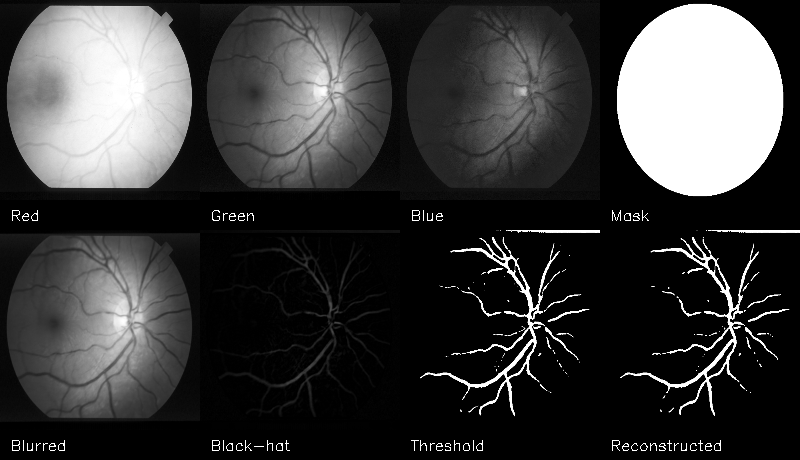 Red
Green
Blue
Mask
Blurred
Black-hat
Threshold
Reconstructed